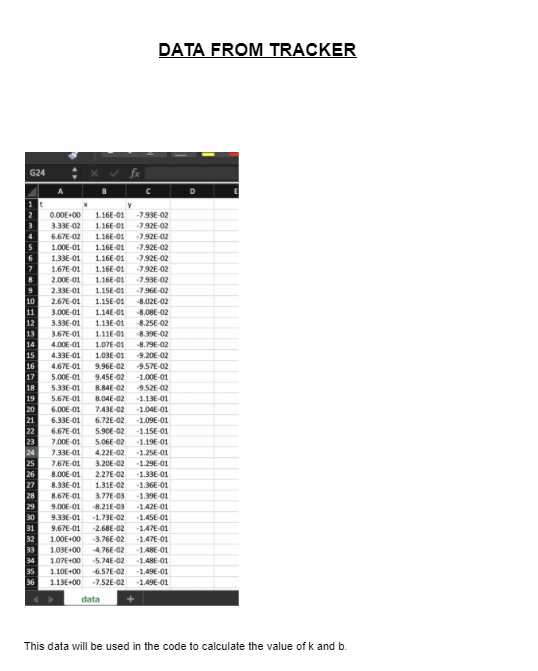 DATA FROM TRACKER
G24 fx
A B C D E
1 t x y
2 0.00E+00 1.16E-01 -7.93E-02
3 3.33E-02 1.16E-01 -7.92E-02
4 6.67E-02 1.16E-01 -7.92E-02
5 1.00E-01 1.16E-01 -7.92E-02
6 1.33E-01 1.16E-01 -7.92E-02
7 1.67E-01 1.16E-01 -7.92E-02
8 2.00E-01 1.16E-01 -7.93E-02
9 2.33E-01 1.15E-01 -7.96E-02
10 2.67E-01 1.15E-01 -8.02E-02
11 3.00E-01 1.14E-01 -8.08E-02
12 3.33E-01 1.13E-01 -8.25E-02
13 3.67E-01 1.11E-01 -8.39E-02
14 4.00E-01 1.07E-01 -8.79E-02
15 4.33E-01 1.03E-01 -9.20E-02
16 4.67E-01 9.96E-02 -9.57E-02
17 5.00E-01 9.45E-02 -1.00E-01
18 5.33E-01 8.84E-02 -9.52E-02
19 5.67E-01 8.04E-02 -1.13E-01
20 6.00E-01 7.43E-02 -1.04E-01
21 6.33E-01 6.72E-02 -1.09E-01
22 6.67E-01 5.90E-02 -1.15E-01
23 7.00E-01 5.06E-02 -1.19E-01
24 7.33E-01 4.22E-02 -1.25E-01
25 7.67E-01 3.20E-02 -1.29E-01
26 8.00E-01 2.27E-02 -1.33E-01
27 8.33E-01 1.31E-02 -1.36E-01
28 8.67E-01 3.77E-03 -1.39E-01
29 9.00E-01 -8.21E-03 -1.42E-01
30 9.33E-01 -1.73E-02 -1.45E-01
31 9.67E-01 -2.68E-02 -1.47E-01
32 1.00E+00 -3.76E-02 -1.47E-01
33 1.03E+00 -4.76E-02 -1.48E-01
34 1.07E+00 -5.74E-02 -1.48E-01
35 1.10E+00 -6.57E-02 -1.49E-01
36 1.13E+00 -7.52E-02 -1.49E-01
data +
This data will be used in the code to calculate the value of k and b.